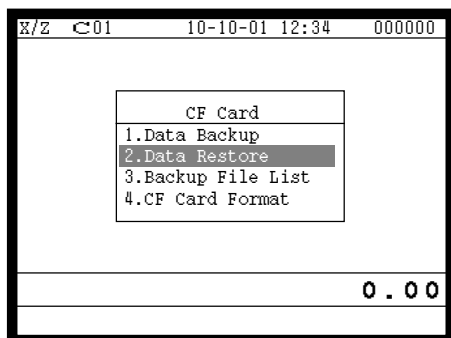 X/Z C01 10-10-01 12:34 000000
CF Card
1.Data Backup
2.Data Restore
3.Backup File List
4.CF Card Format
0.00